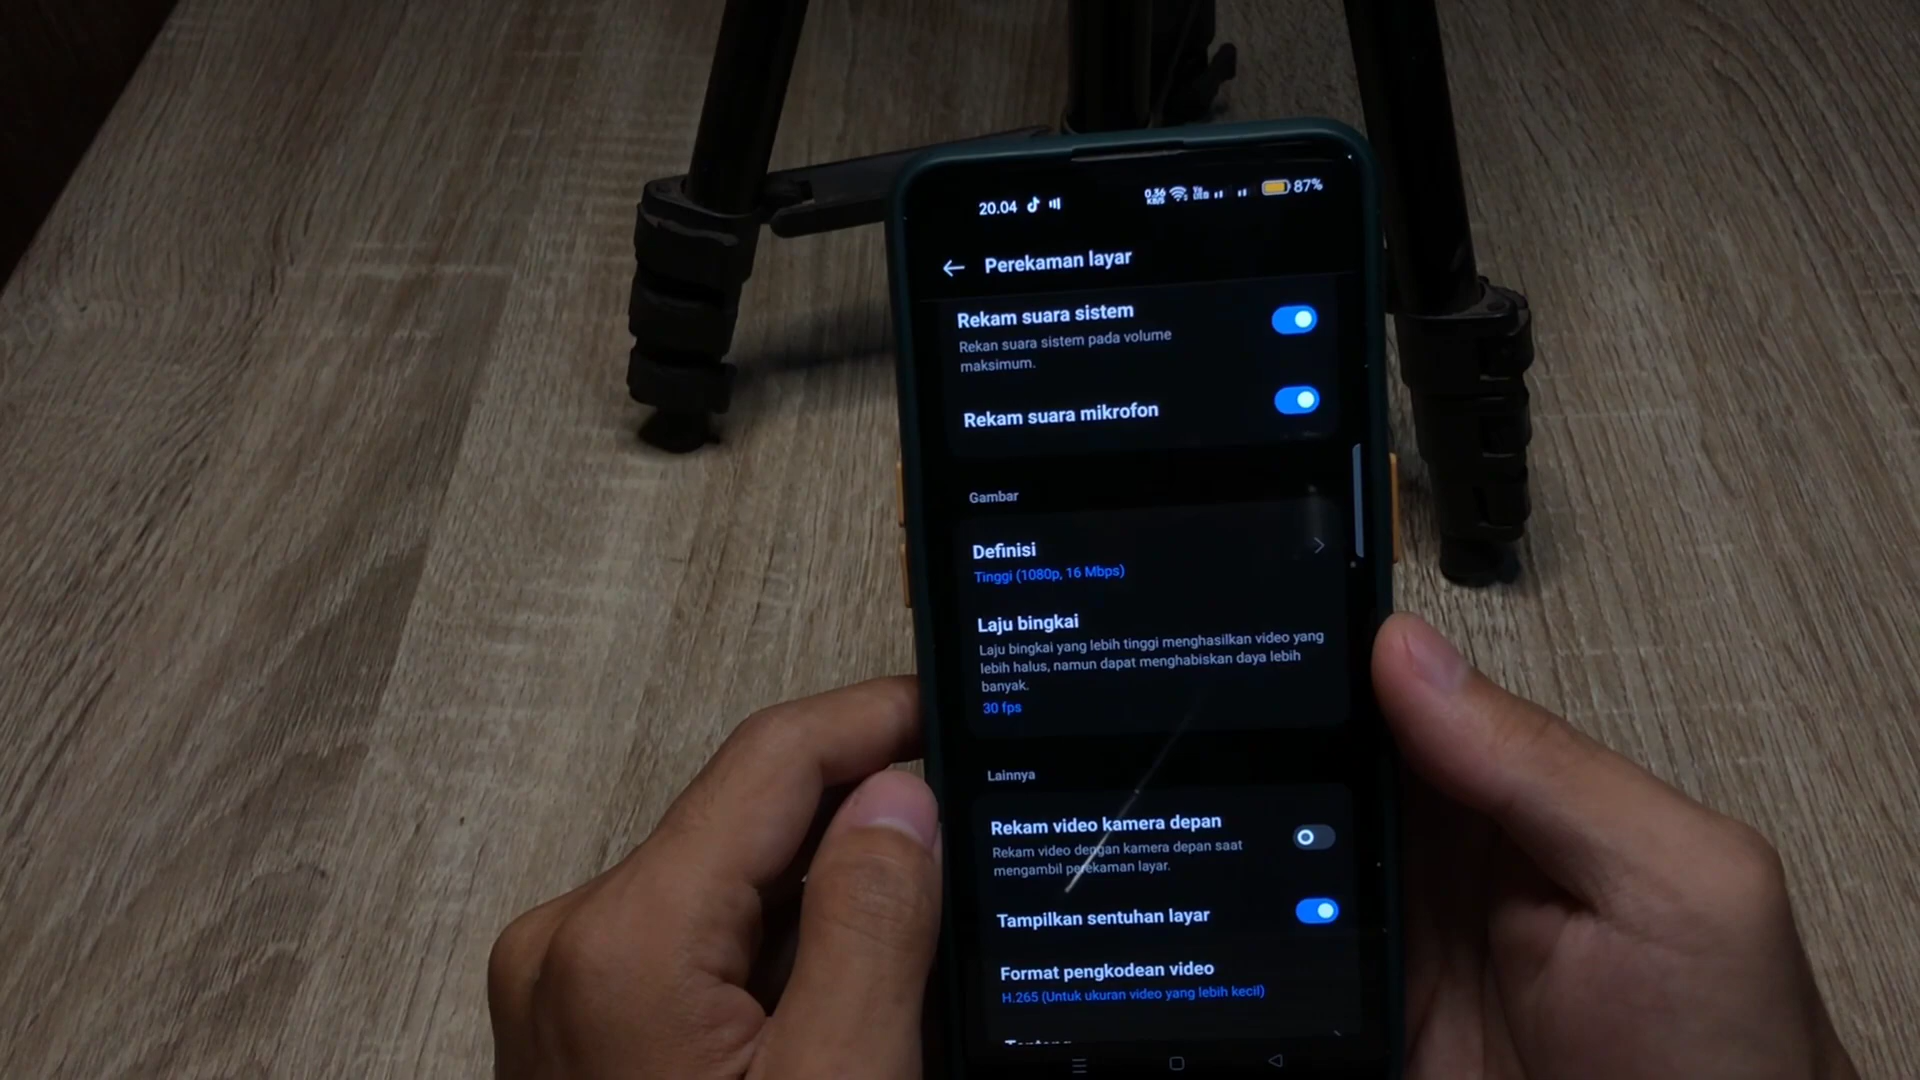 20.04
0.36 KB/S
87%
Perekaman layar
Rekam suara sistem
Rekan suara sistem pada volume
maksimum.
Rekam suara mikrofon
Gambar
Definisi
Tinggi (1080p, 16 Mbps)
Laju bingkai
Laju bingkai yang lebih tinggi menghasilkan video yang
lebih halus, namun dapat menghabiskan daya lebih
banyak.
30 fps
Lainnya
Rekam video kamera depan
Rekam video dengan kamera depan saat
mengambil perekaman layar.
Tampilkan sentuhan layar
Format pengkodean video
H.265 (Untuk ukuran video yang lebih kecil)